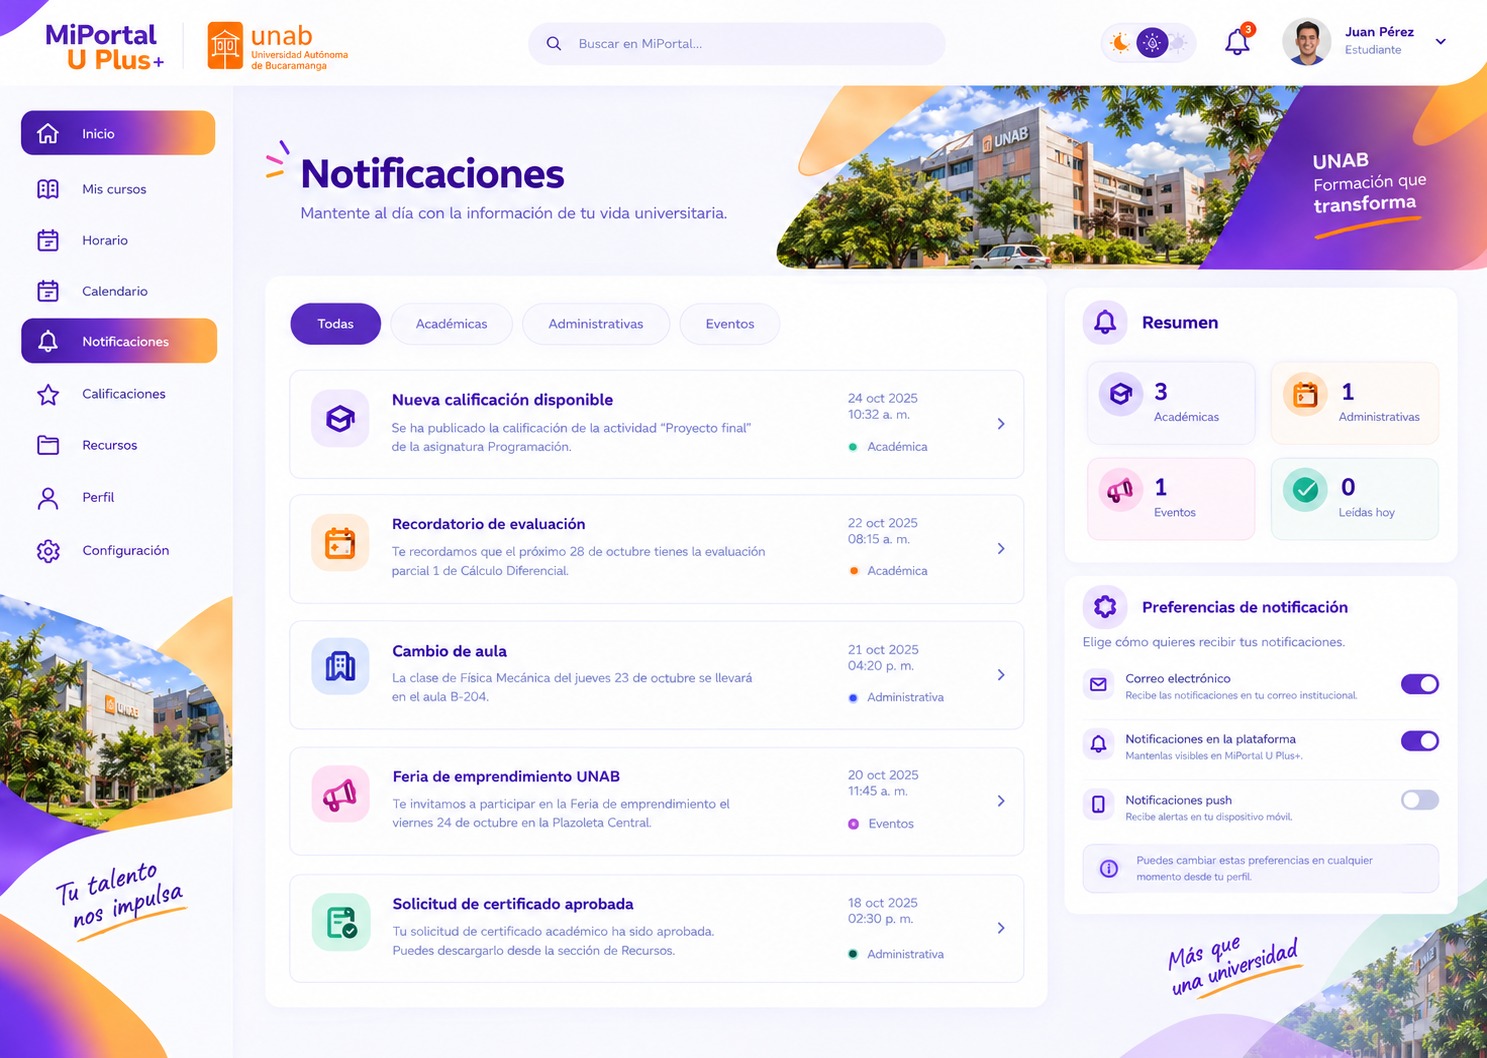 MiPortal
U Plus+
unab
Universidad Autónoma
de Bucaramanga
Buscar en MiPortal...
3
Juan Pérez
Estudiante
Inicio
Mis cursos
Horario
Calendario
Notificaciones
Calificaciones
Recursos
Perfil
Configuración
Tu talento
nos impulsa
Notificaciones
Mantente al día con la información de tu vida universitaria.
UNAB
UNAB
Formación que
transforma
Todas
Académicas
Administrativas
Eventos
Nueva calificación disponible
Se ha publicado la calificación de la actividad "Proyecto final"
de la asignatura Programación.
24 oct 2025
10:32 a. m.
Académica
Recordatorio de evaluación
Te recordamos que el próximo 28 de octubre tienes la evaluación
parcial 1 de Cálculo Diferencial.
22 oct 2025
08:15 a. m.
Académica
Cambio de aula
La clase de Física Mecánica del jueves 23 de octubre se llevará
en el aula B-204.
21 oct 2025
04:20 p. m.
Administrativa
Feria de emprendimiento UNAB
Te invitamos a participar en la Feria de emprendimiento el
viernes 24 de octubre en la Plazoleta Central.
20 oct 2025
11:45 a. m.
Eventos
Solicitud de certificado aprobada
Tu solicitud de certificado académico ha sido aprobada.
Puedes descargarlo desde la sección de Recursos.
18 oct 2025
02:30 p. m.
Administrativa
Resumen
3
Académicas
1
Administrativas
1
Eventos
0
Leídas hoy
Preferencias de notificación
Elige cómo quieres recibir tus notificaciones.
Correo electrónico
Recibe las notificaciones en tu correo institucional.
Notificaciones en la plataforma
Mantenlas visibles en MiPortal U Plus+.
Notificaciones push
Recibe alertas en tu dispositivo móvil.
Puedes cambiar estas preferencias en cualquier
momento desde tu perfil.
Más que
una universidad